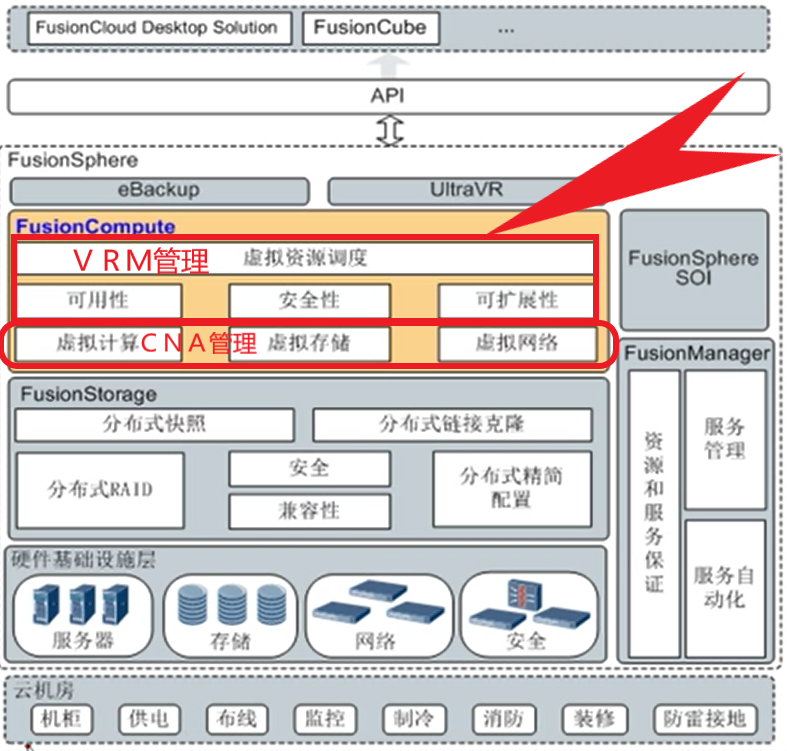 FusionCloud Desktop Solution
FusionCube
...
API
FusionSphere
eBackup
UltraVR
FusionCompute
ＶＲＭ管理
虚拟资源调度
可用性
安全性
可扩展性
虚拟计算
ＣＮＡ管理
虚拟存储
虚拟网络
FusionSphere
SOI
FusionStorage
分布式快照
分布式链接克隆
分布式RAID
安全
兼容性
分布式精简
配置
FusionManager
资源和服务保证
服务
管理
服务自
动化
硬件基础设施层
服务器
存储
网络
安全
云机房
机柜
供电
布线
监控
制冷
消防
装修
防雷接地